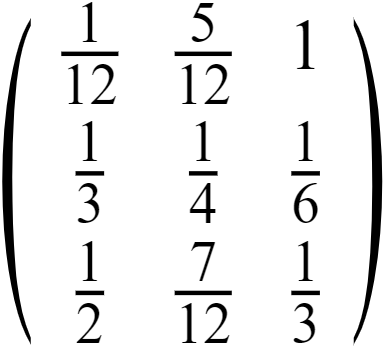 ( 1/12 5/12 1 )
( 1/3 1/4 1/6 )
( 1/2 7/12 1/3 )